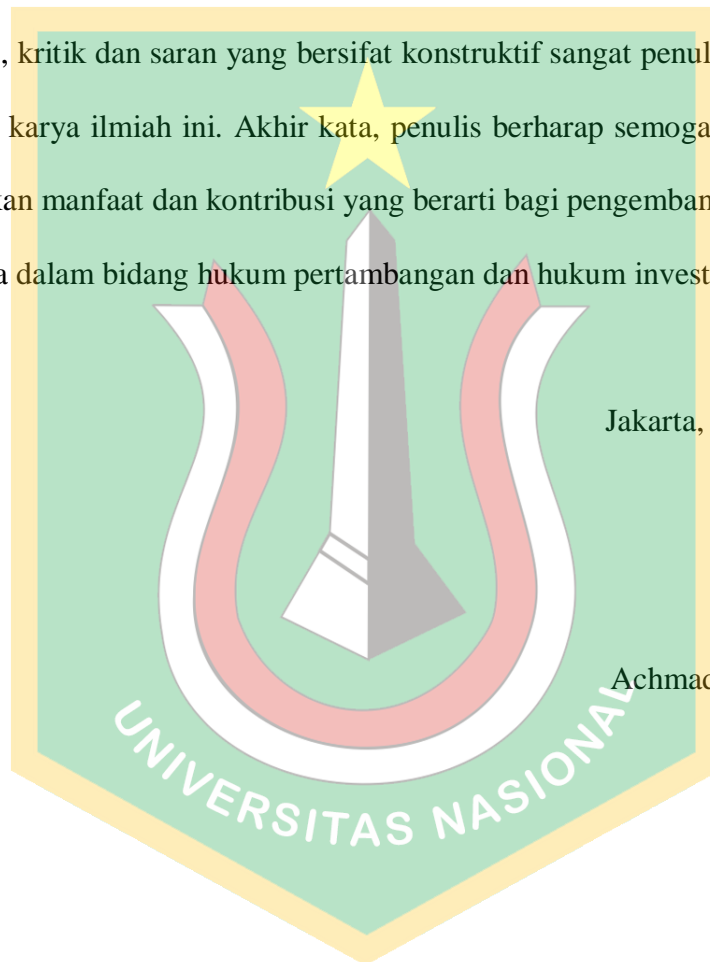 , kritik dan saran yang bersifat konstruktif sangat penul
karya ilmiah ini. Akhir kata, penulis berharap semoga
kan manfaat dan kontribusi yang berarti bagi pengemban
a dalam bidang hukum pertambangan dan hukum invest
Jakarta,
Achmad
UNIVERSITAS NASIONAL